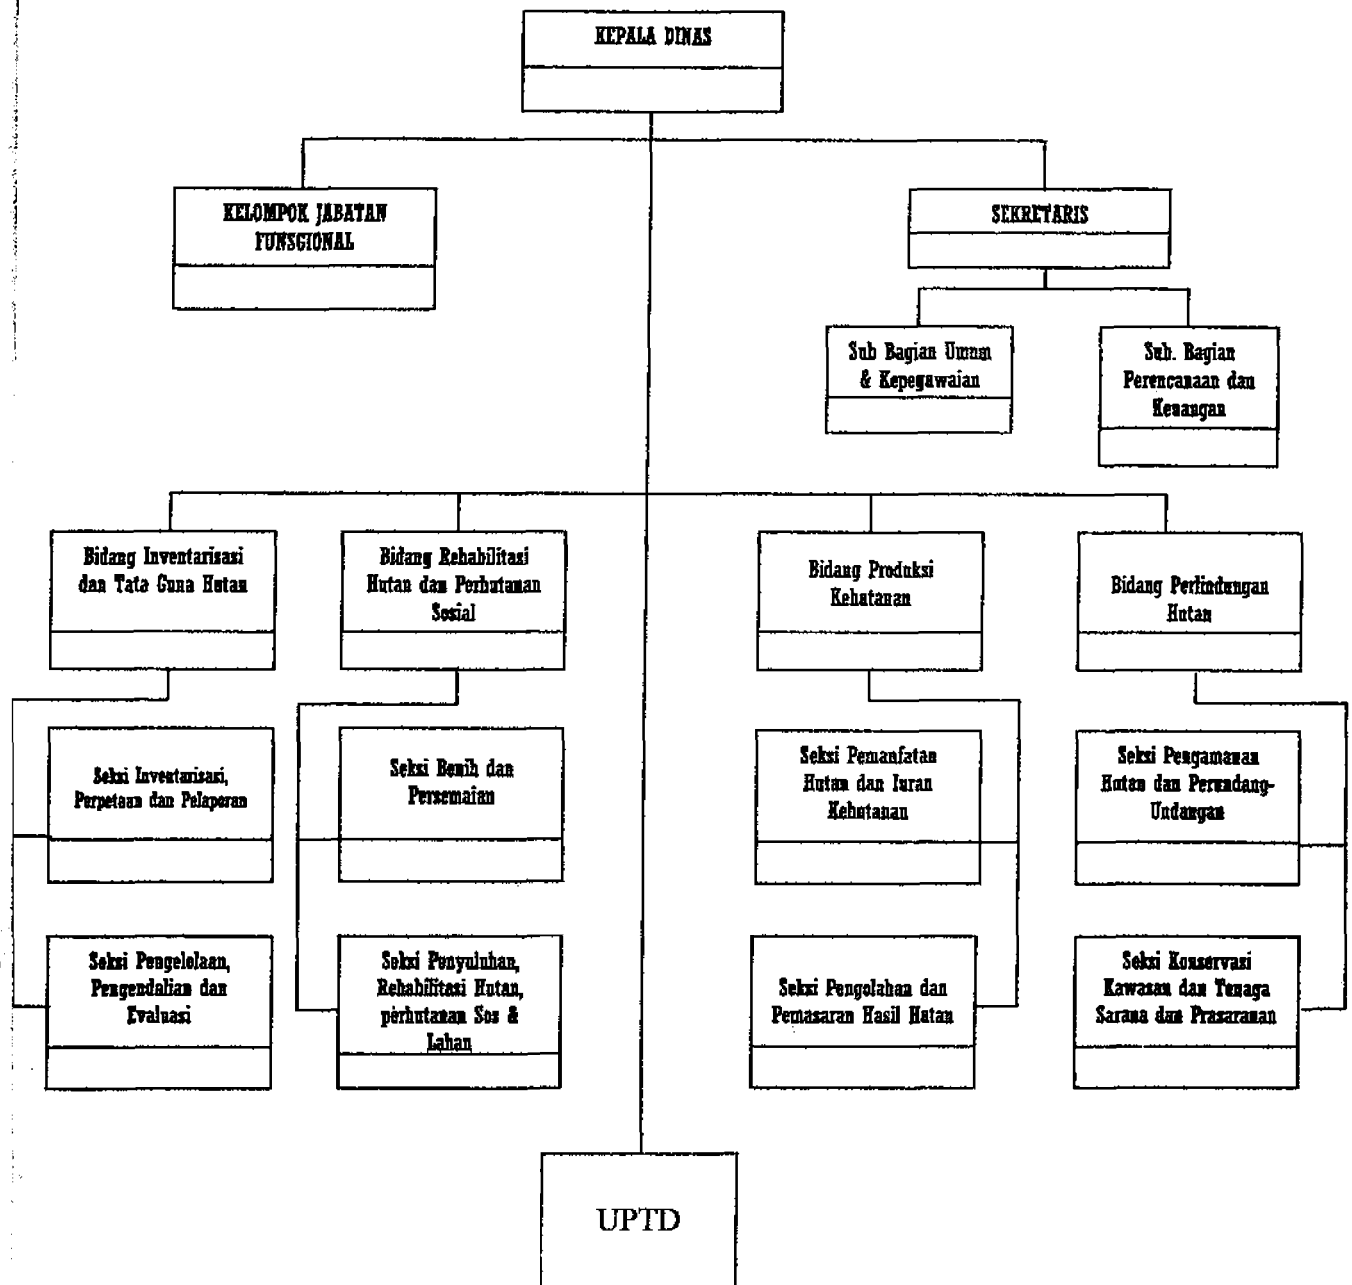 KEPALA DINAS
KELOMPOK JABATAN
FUNSGIONAL
SEKRETARIS
Sub Bagian Umum
& Kepegawaian
Sub. Bagian
Perencanaan dan
Keuangan
Bidang Inventarisasi
dan Tata Guna Hutan
Bidang Rehabilitasi
Hutan dan Perhutanan
Sosial
Bidang Produksi
Kehutanan
Bidang Perlindungan
Hutan
Seksi Inventarisasi,
Perpetaan dan Pelaporan
Seksi Benih dan
Persemaian
Seksi Pemanfatan
Hutan dan Iuran
Kehutanan
Seksi Pengamanan
Hutan dan Perundang-
Undangan
Seksi Pengelolaan,
Pengendalian dan
Evaluasi
Seksi Penyuluhan,
Rehabilitasi Hutan,
perhutanan Sos &
Lahan
Seksi Pengolahan dan
Pemasaran Hasil Hutan
Seksi Konservasi
Kawasan dan Tenaga
Sarana dan Prasaranan
UPTD